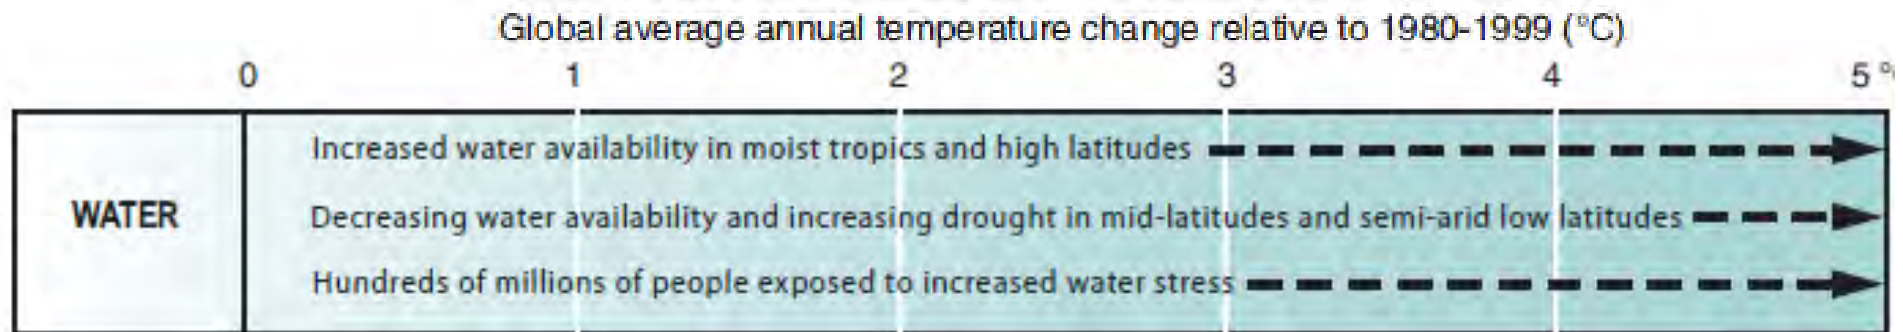 Global average annual temperature change relative to 1980-1999 (°C)
0 1 2 3 4 5 °
WATER
Increased water availability in moist tropics and high latitudes
Decreasing water availability and increasing drought in mid-latitudes and semi-arid low latitudes
Hundreds of millions of people exposed to increased water stress